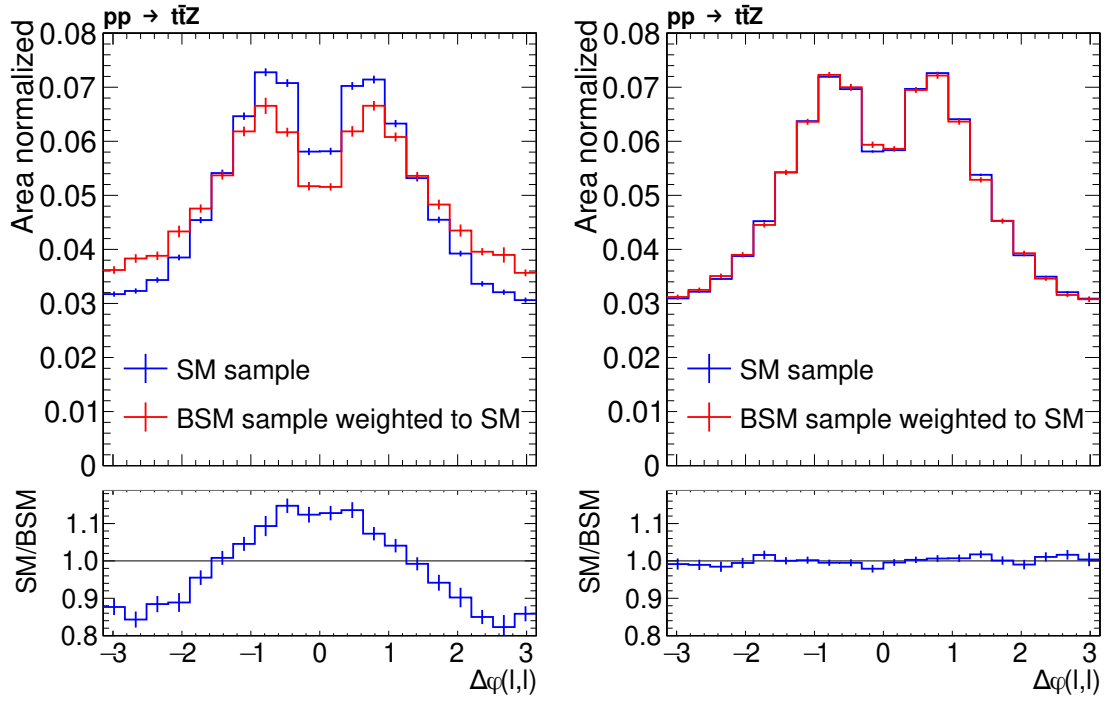 pp → tt̄Z
Area normalized
0.08
0.07
0.06
0.05
0.04
0.03
0.02
0.01
0
SM sample
BSM sample weighted to SM
SM/BSM
1.1
1.0
0.9
0.8
−3 −2 −1 0 1 2 3
Δφ(l,l)
pp → tt̄Z
Area normalized
0.08
0.07
0.06
0.05
0.04
0.03
0.02
0.01
0
SM sample
BSM sample weighted to SM
SM/BSM
1.1
1.0
0.9
0.8
−3 −2 −1 0 1 2 3
Δφ(l,l)